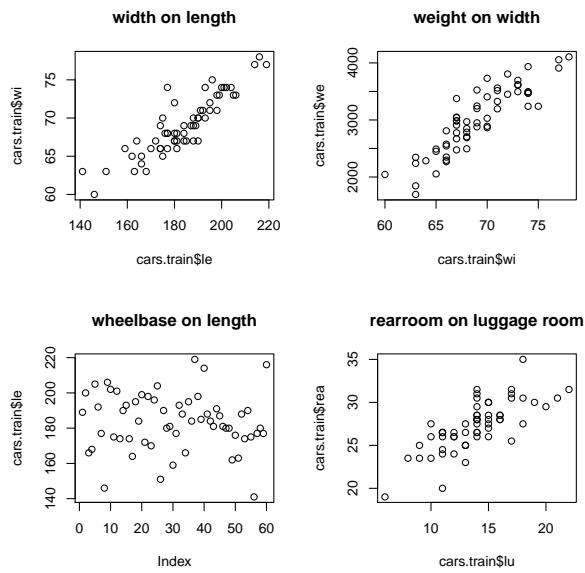 width on length
cars.train$wi
60 65 70 75
140 160 180 200 220
cars.train$le
weight on width
cars.train$we
2000 3000 4000
60 65 70 75
cars.train$wi
wheelbase on length
cars.train$le
140 160 180 200 220
0 10 20 30 40 50 60
Index
rearroom on luggage room
cars.train$rea
20 25 30 35
10 15 20
cars.train$lu